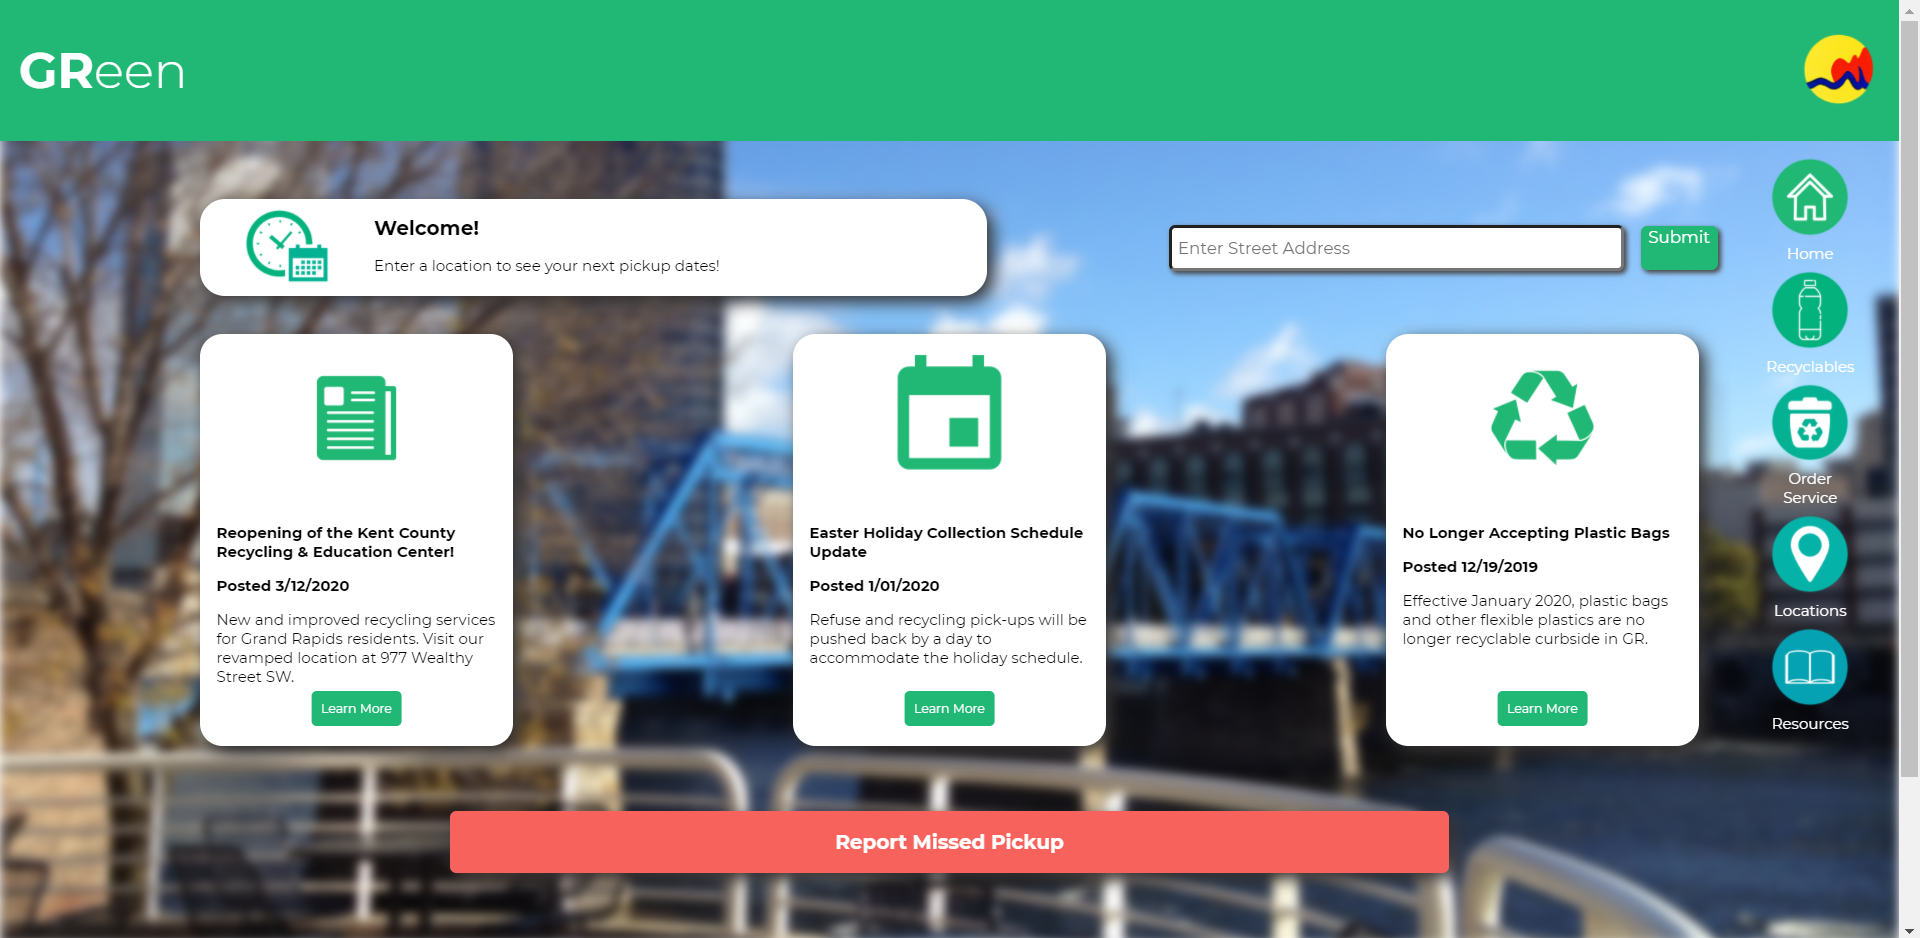 GReen
Welcome!
Enter a location to see your next pickup dates!
Enter Street Address
Submit
Home
Recyclables
Order
Service
Locations
Resources
Reopening of the Kent County
Recycling & Education Center!
Posted 3/12/2020
New and improved recycling services
for Grand Rapids residents. Visit our
revamped location at 977 Wealthy
Street SW.
Learn More
Easter Holiday Collection Schedule
Update
Posted 1/01/2020
Refuse and recycling pick-ups will be
pushed back by a day to
accommodate the holiday schedule.
Learn More
No Longer Accepting Plastic Bags
Posted 12/19/2019
Effective January 2020, plastic bags
and other flexible plastics are no
longer recyclable curbside in GR.
Learn More
Report Missed Pickup